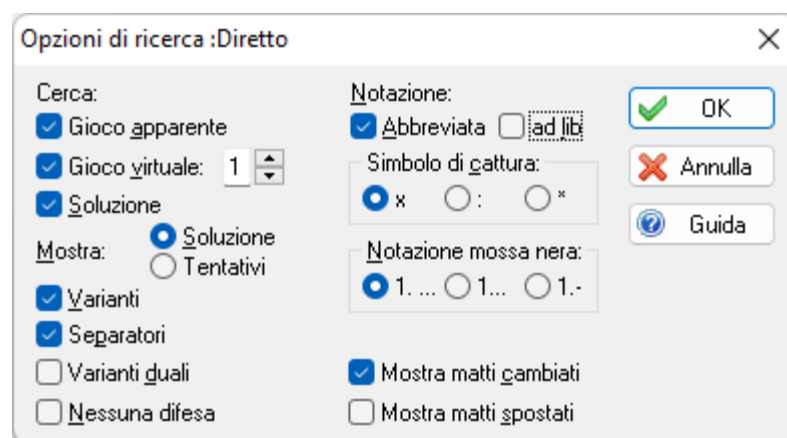 Opzioni di ricerca :Diretto
Cerca:
Gioco apparente
Gioco virtuale: 1
Soluzione
Mostra:
Soluzione
Tentativi
Varianti
Separatori
Varianti duali
Nessuna difesa
Notazione:
Abbreviata ad lib
Simbolo di cattura:
x : *
Notazione mossa nera:
1. ... 1... 1.-
Mostra matti cambiati
Mostra matti spostati
OK
Annulla
Guida